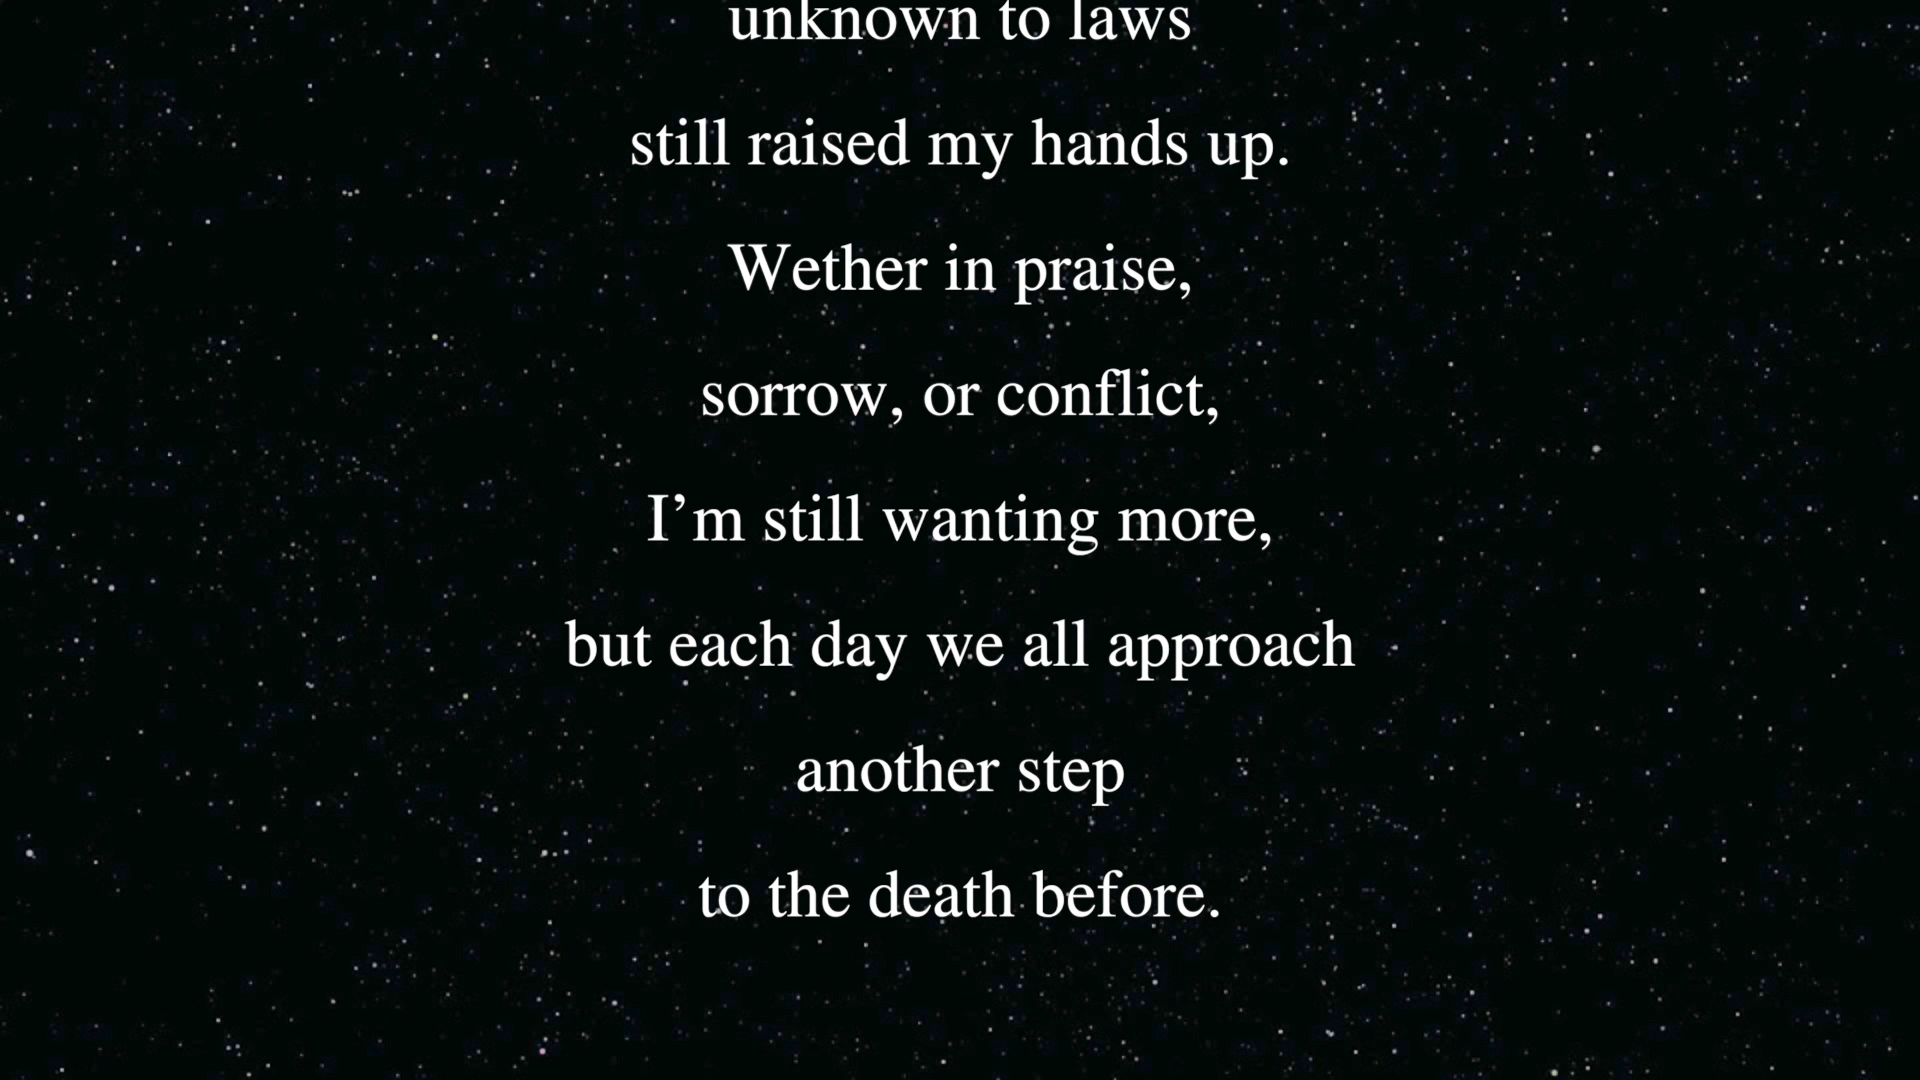 unknown to laws
still raised my hands up.
Wether in praise,
sorrow, or conflict,
I’m still wanting more,
but each day we all approach
another step
to the death before.